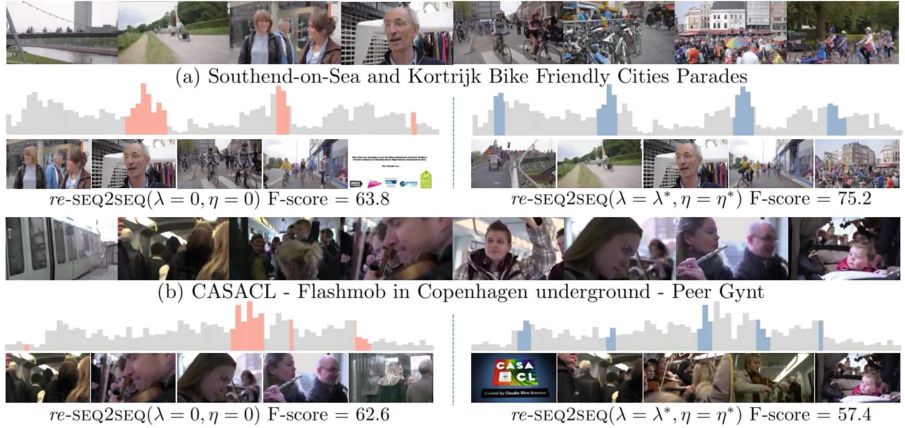 (a) Southend-on-Sea and Kortrijk Bike Friendly Cities Parades
re-SEQ2SEQ(λ = 0, η = 0) F-score = 63.8
re-SEQ2SEQ(λ = λ*, η = η*) F-score = 75.2
(b) CASACL - Flashmob in Copenhagen underground - Peer Gynt
CASA
CL
re-SEQ2SEQ(λ = 0, η = 0) F-score = 62.6
re-SEQ2SEQ(λ = λ*, η = η*) F-score = 57.4